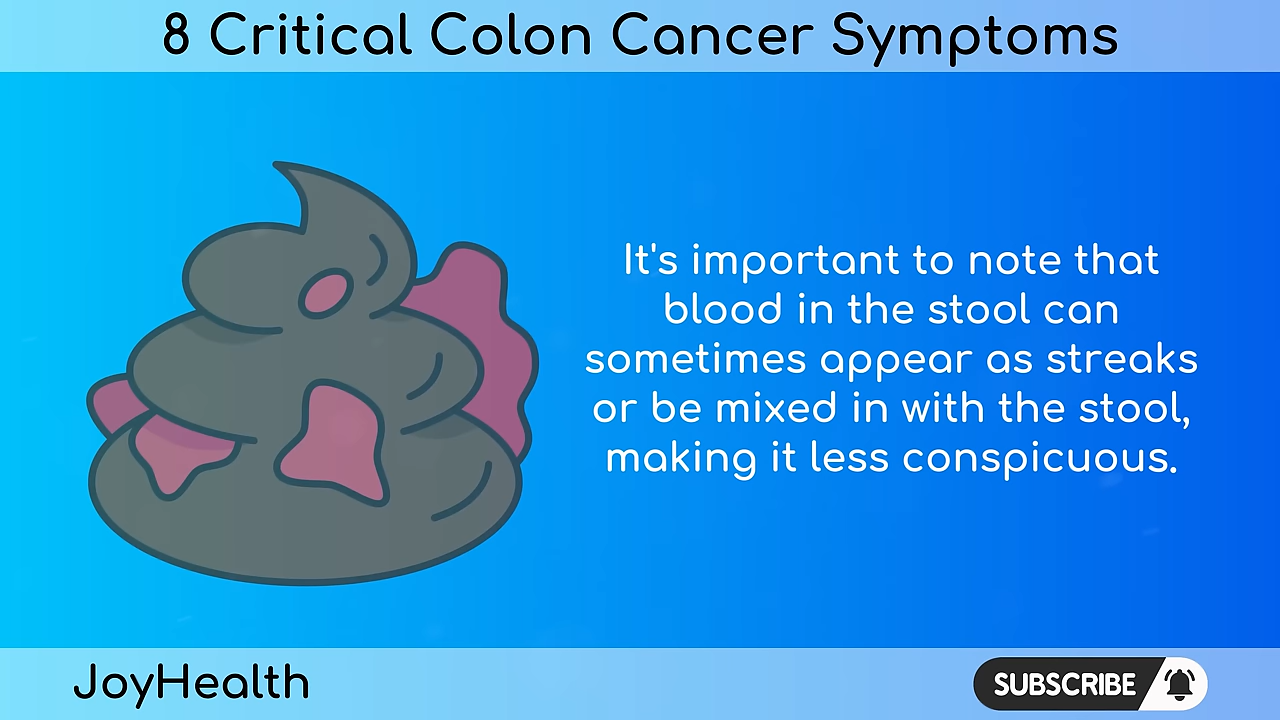 8 Critical Colon Cancer Symptoms
It's important to note that
blood in the stool can
sometimes appear as streaks
or be mixed in with the stool,
making it less conspicuous.
JoyHealth
SUBSCRIBE